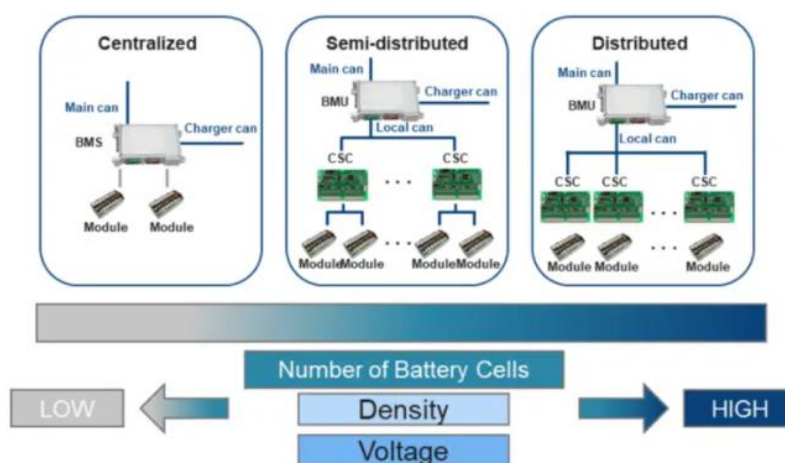 Centralized
Main can
Charger can
BMS
Module Module
Semi-distributed
Main can
BMU
Charger can
Local can
CSC CSC
Module Module Module Module
Distributed
Main can
BMU
Charger can
Local can
CSC CSC CSC
Module Module Module
Number of Battery Cells
LOW
Density
HIGH
Voltage